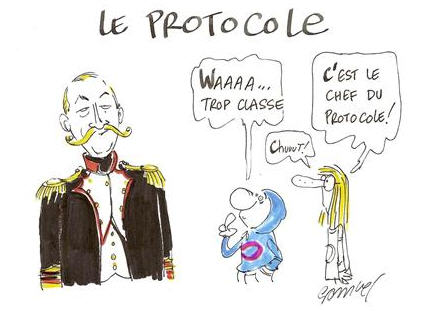 LE PROTOCOLE
WAAAA...
TROP CLASSE
CHUUUT!
C'EST LE
CHEF DU
PROTOCOLE!